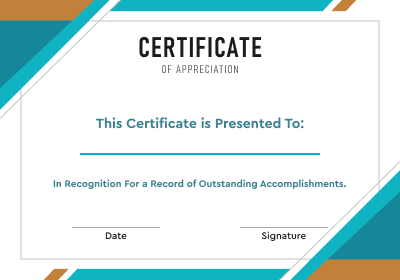 CERTIFICATE
OF APPRECIATION
This Certificate is Presented To:
In Recognition For a Record of Outstanding Accomplishments.
Date
Signature